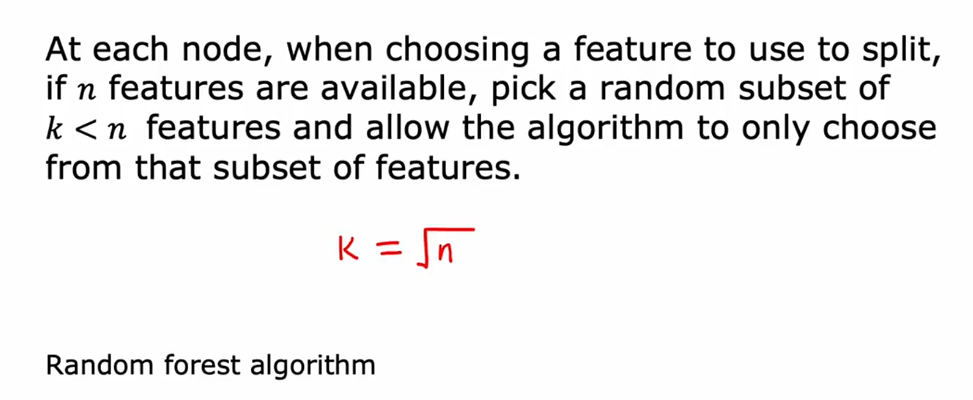 At each node, when choosing a feature to use to split,
if n features are available, pick a random subset of
k < n features and allow the algorithm to only choose
from that subset of features.
K = √n
Random forest algorithm